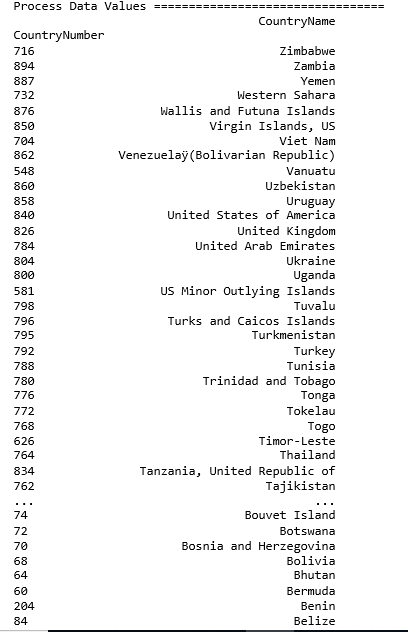 Process Data Values =================================
CountryName
CountryNumber
716 Zimbabwe
894 Zambia
887 Yemen
732 Western Sahara
876 Wallis and Futuna Islands
850 Virgin Islands, US
704 Viet Nam
862 Venezuelaÿ(Bolivarian Republic)
548 Vanuatu
860 Uzbekistan
858 Uruguay
840 United States of America
826 United Kingdom
784 United Arab Emirates
804 Ukraine
800 Uganda
581 US Minor Outlying Islands
798 Tuvalu
796 Turks and Caicos Islands
795 Turkmenistan
792 Turkey
788 Tunisia
780 Trinidad and Tobago
776 Tonga
772 Tokelau
768 Togo
626 Timor-Leste
764 Thailand
834 Tanzania, United Republic of
762 Tajikistan
... ...
74 Bouvet Island
72 Botswana
70 Bosnia and Herzegovina
68 Bolivia
64 Bhutan
60 Bermuda
204 Benin
84 Belize